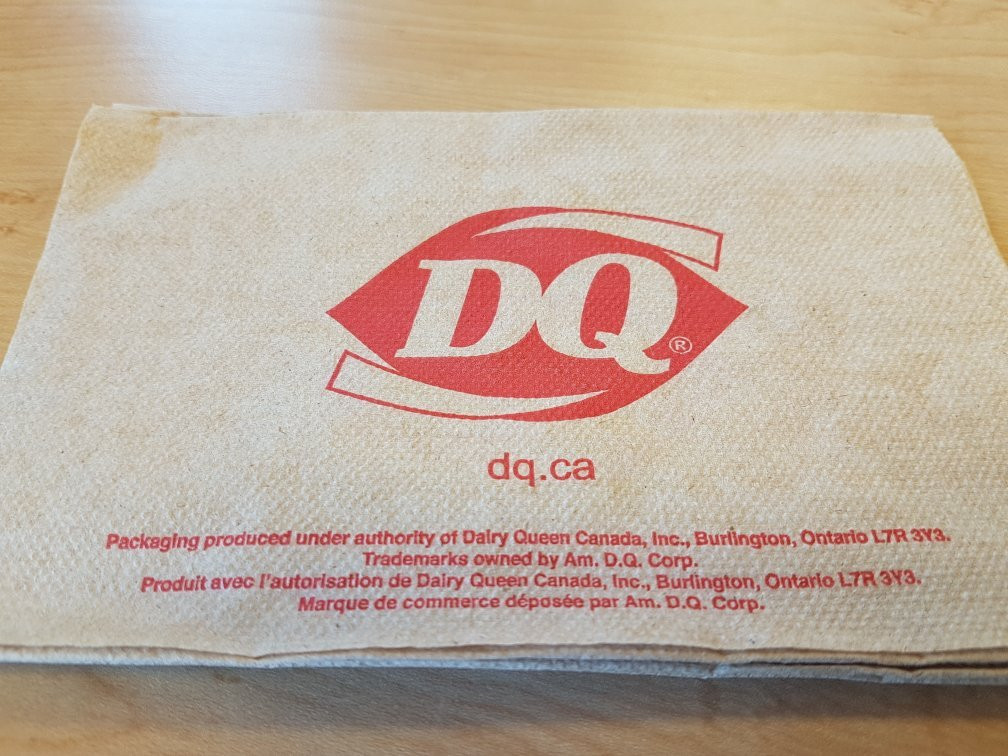 DQ®
dq.ca
Packaging produced under authority of Dairy Queen Canada, Inc., Burlington, Ontario L7R 3Y3.
Trademarks owned by Am. D.Q. Corp.
Produit avec l'autorisation de Dairy Queen Canada, Inc., Burlington, Ontario L7R 3Y3.
Marque de commerce déposée par Am. D.Q. Corp.